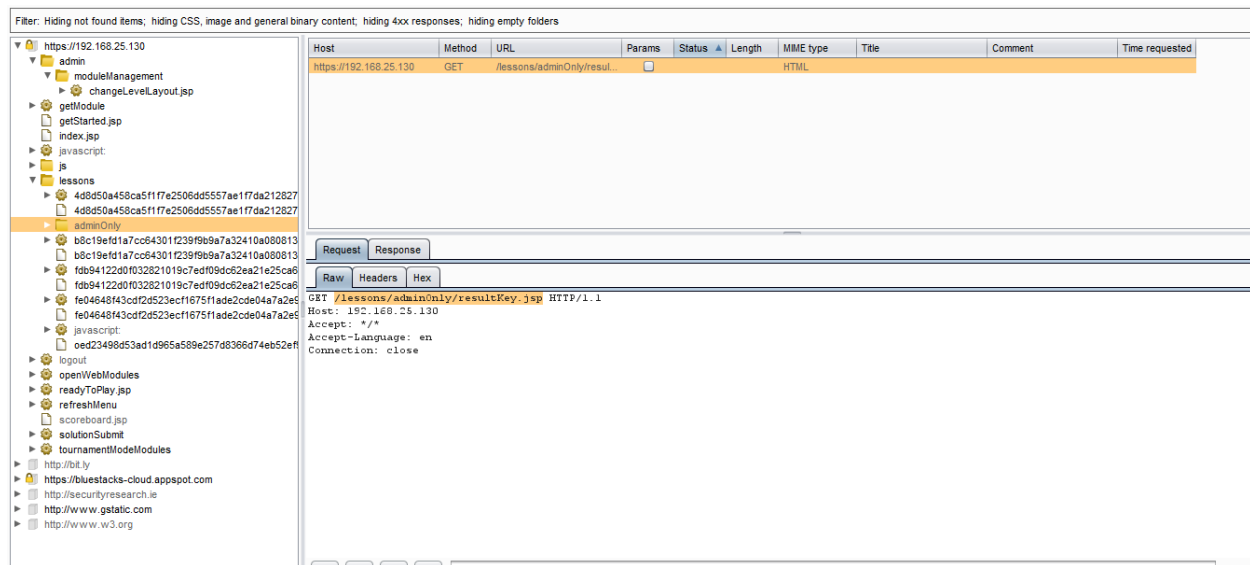 Filter: Hiding not found items; hiding CSS, image and general binary content; hiding 4xx responses; hiding empty folders
https://192.168.25.130
admin
moduleManagement
changeLevelLayout.jsp
getModule
getStarted.jsp
index.jsp
javascript:
js
lessons
4d8d50a458ca5f1f7e2506dd5557ae1f7da212827
4d8d50a458ca5f1f7e2506dd5557ae1f7da212827
adminOnly
b8c19efd1a7cc64301f239f9b9a7a32410a080813
b8c19efd1a7cc64301f239f9b9a7a32410a080813
fdb94122d0f032821019c7edf09dc62ea21e25ca6
fdb94122d0f032821019c7edf09dc62ea21e25ca6
fe04648f43cdf2d523ecf1675f1ade2cde04a7a2e9
fe04648f43cdf2d523ecf1675f1ade2cde04a7a2e9
javascript:
oed23498d53ad1d965a589e257d8366d74eb52ef
logout
openWebModules
readyToPlay.jsp
refreshMenu
scoreboard.jsp
solutionSubmit
tournamentModeModules
http://bit.ly
https://bluestacks-cloud.appspot.com
http://securityresearch.ie
http://www.gstatic.com
http://www.w3.org
Host Method URL Params Status Length MIME type Title Comment Time requested
https://192.168.25.130 GET /lessons/adminOnly/resul... HTML
Request Response
Raw Headers Hex
GET /lessons/adminOnly/resultKey.jsp HTTP/1.1
Host: 192.168.25.130
Accept: */*
Accept-Language: en
Connection: close